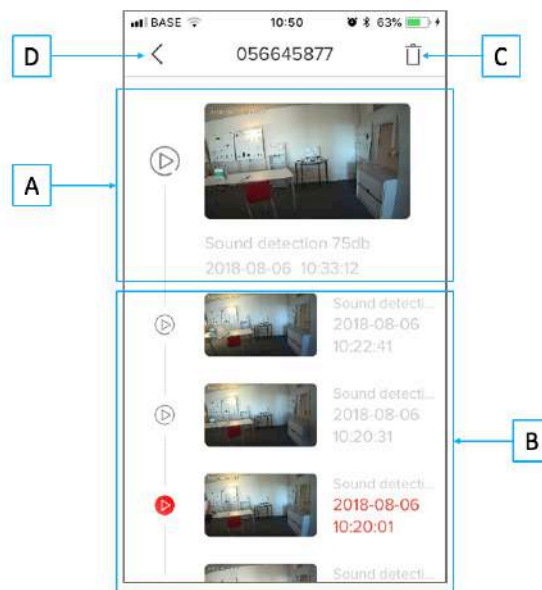 BASE 10:50 63%
D
056645877
C
A
Sound detection 75db
2018-08-06 10:33:12
Sound detecti...
2018-08-06
10:22:41
Sound detecti...
2018-08-06
10:20:31
B
Sound detecti...
2018-08-06
10:20:01
Sound detecti...